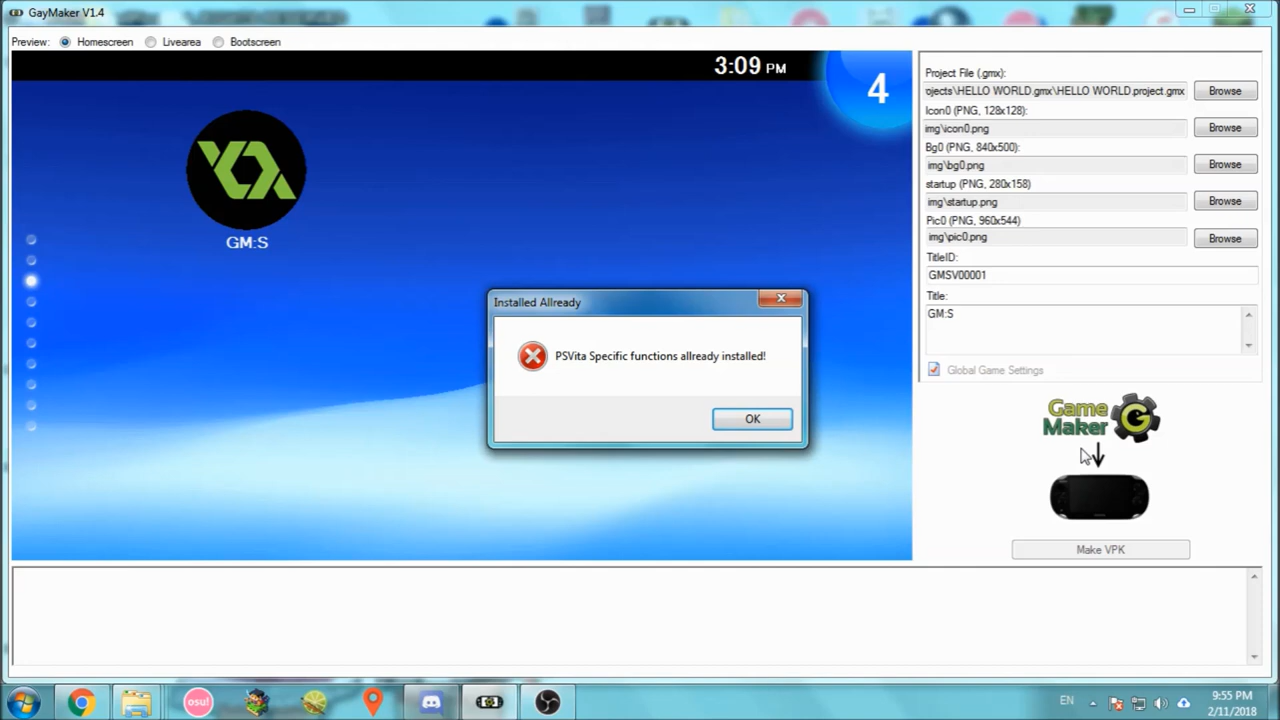 GayMaker V1.4
Preview: Homescreen Livearea Bootscreen
3:09 PM
4
GM:S
Project File (.gmx):
ojects\HELLO WORLD.gmx\HELLO WORLD.project.gmx
Browse
Icon0 (PNG, 128x128):
img\icon0.png
Browse
Bg0 (PNG, 840x500):
img\bg0.png
Browse
startup (PNG, 280x158)
img\startup.png
Browse
Pic0 (PNG, 960x544)
img\pic0.png
Browse
TitleID:
GMSV00001
Title:
GM:S
Global Game Settings
Game
Maker
G
Make VPK
Installed Allready
PSVita Specific functions allready installed!
OK
osu!
EN
9:55 PM
2/11/2018